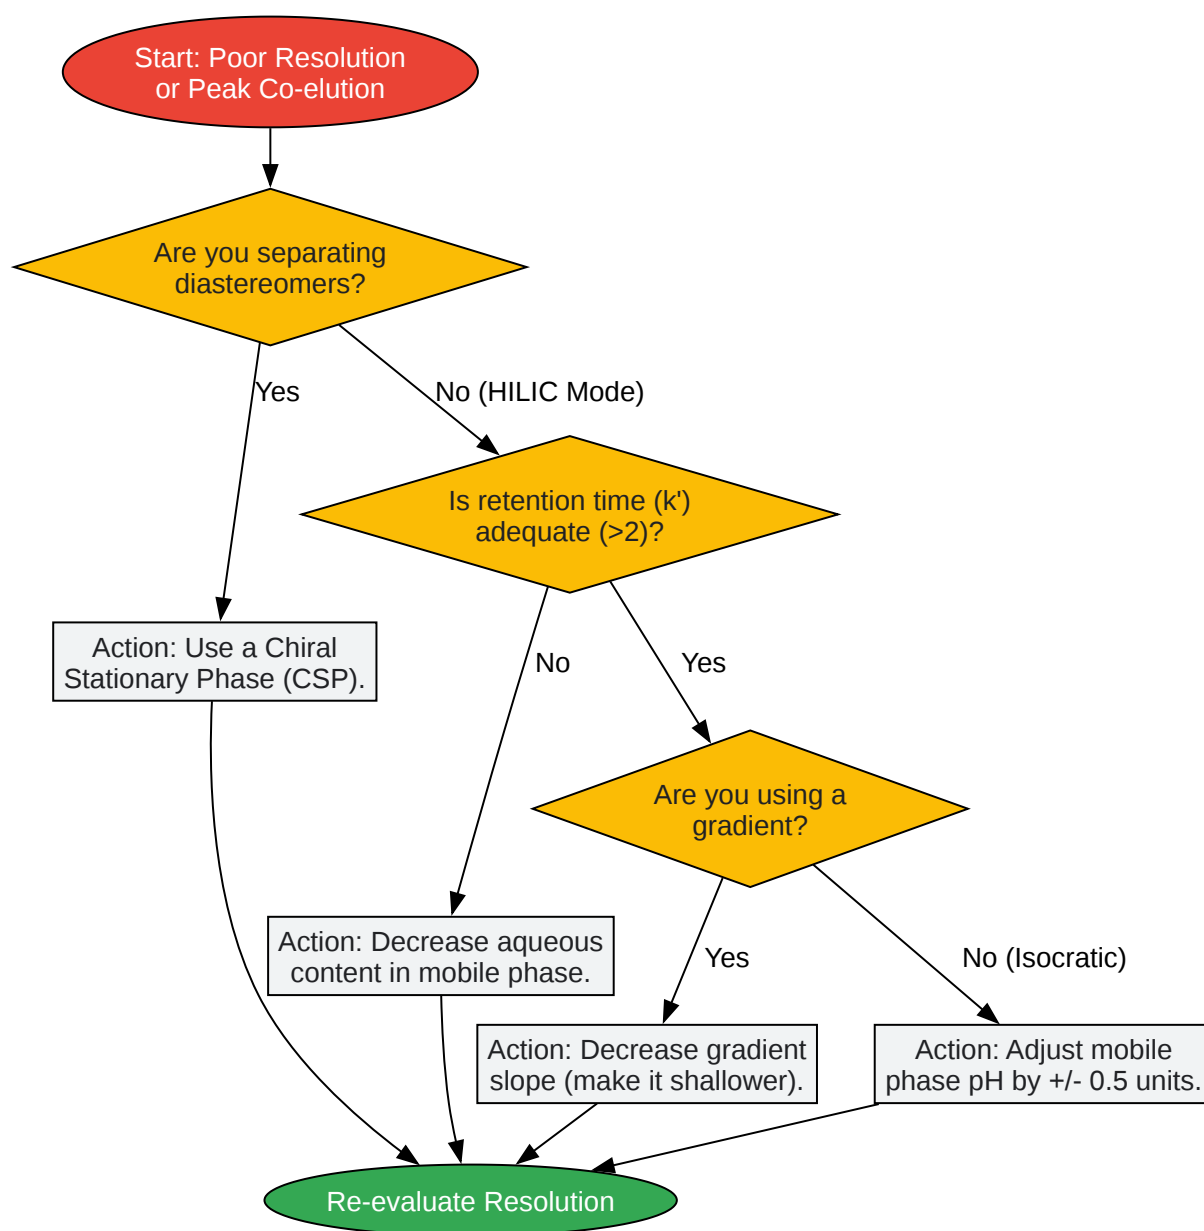 Start: Poor Resolution
or Peak Co-elution
Are you separating
diastereomers?
Yes
No (HILIC Mode)
Is retention time (k')
adequate (>2)?
Action: Use a Chiral
Stationary Phase (CSP).
No
Yes
Are you using a
gradient?
Action: Decrease aqueous
content in mobile phase.
Yes
No (Isocratic)
Action: Decrease gradient
slope (make it shallower).
Action: Adjust mobile
phase pH by +/- 0.5 units.
Re-evaluate Resolution